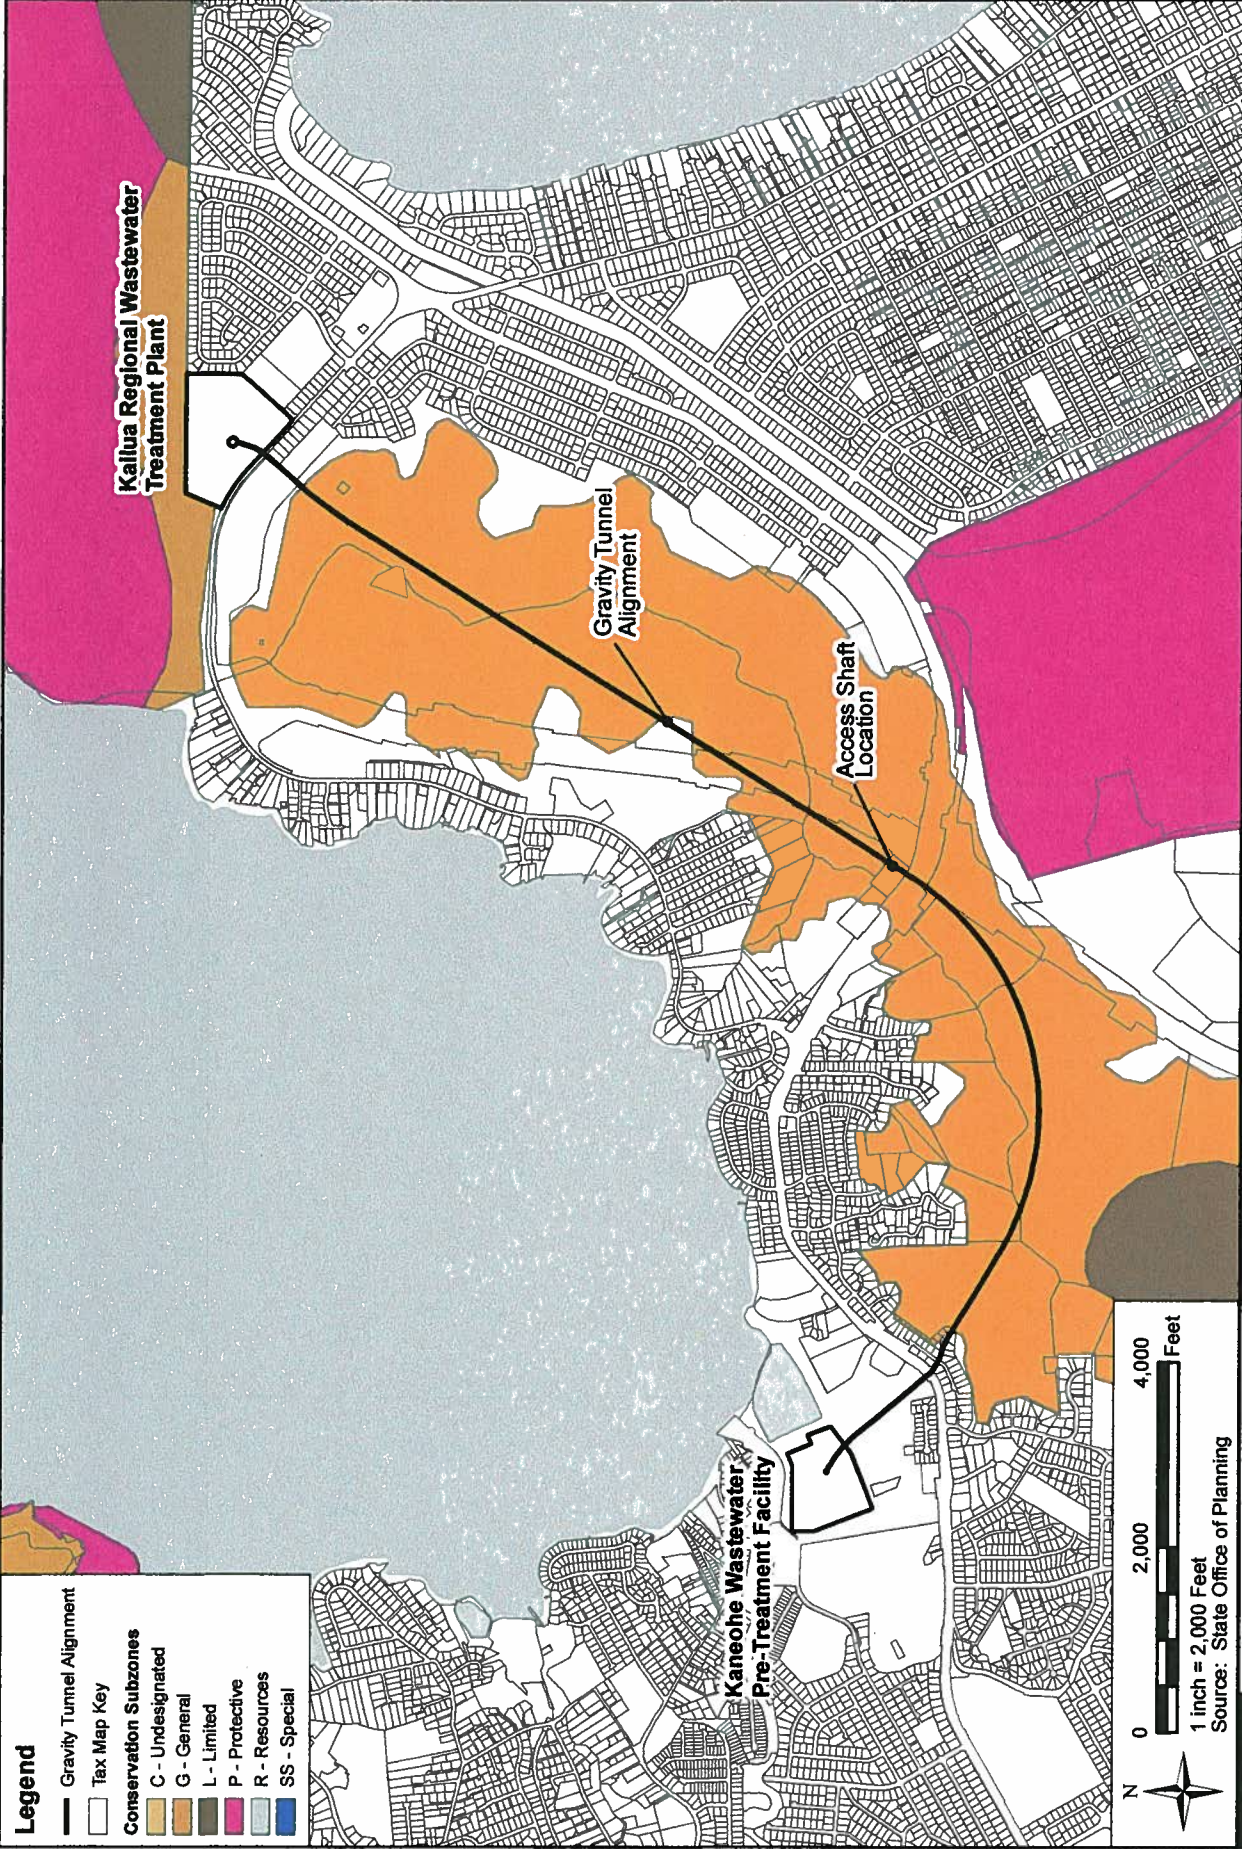 Legend
Gravity Tunnel Alignment
Tax Map Key
Conservation Subzones
C - Undesignated
G - General
L - Limited
P - Protective
R - Resources
SS - Special
Kailua Regional Wastewater
Treatment Plant
Gravity Tunnel
Alignment
Access Shaft
Location
Kaneohe Wastewater
Pre-Treatment Facility
N
0
2,000
4,000
Feet
1 inch = 2,000 Feet
Source: State Office of Planning